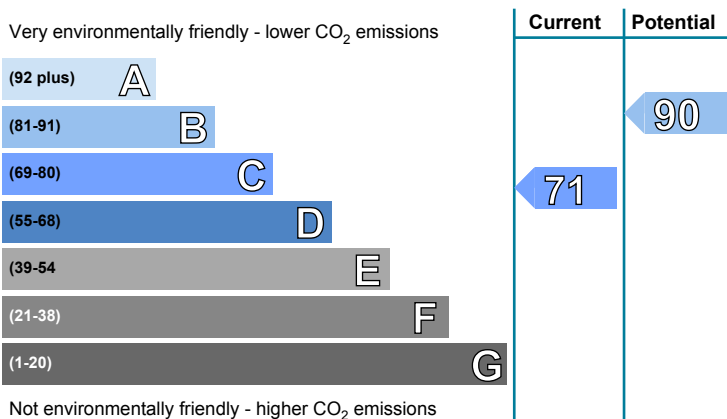 Very environmentally friendly - lower CO2 emissions
Current
Potential
(92 plus) A
(81-91) B
(69-80) C
(55-68) D
(39-54 E
(21-38) F
(1-20) G
90
71
Not environmentally friendly - higher CO2 emissions